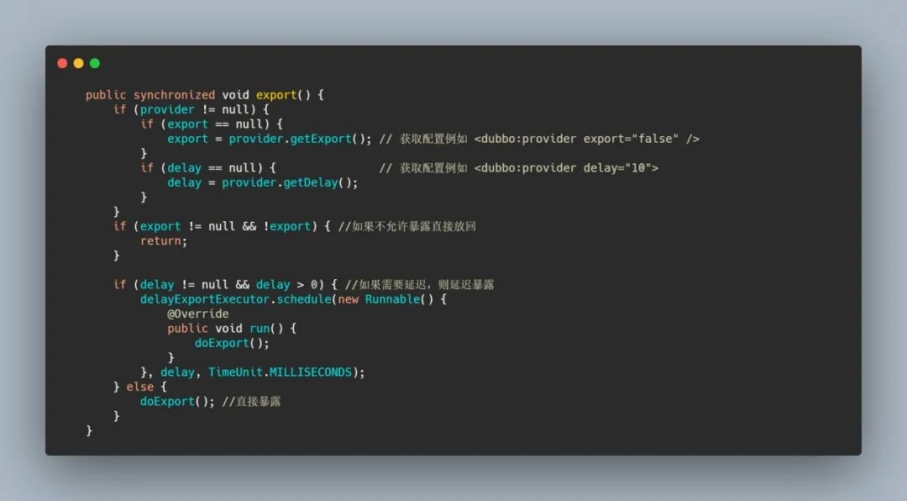 public synchronized void export() {
    if (provider != null) {
        if (export == null) {
            export = provider.getExport(); // 获取配置例如 <dubbo:provider export="false" />
        }
        if (delay == null) {               // 获取配置例如 <dubbo:provider delay="10">
            delay = provider.getDelay();
        }
    }
    if (export != null && !export) { //如果不允许暴露直接放回
        return;
    }

    if (delay != null && delay > 0) { //如果需要延迟，则延迟暴露
        delayExportExecutor.schedule(new Runnable() {
            @Override
            public void run() {
                doExport();
            }
        }, delay, TimeUnit.MILLISECONDS);
    } else {
        doExport(); //直接暴露
    }
}